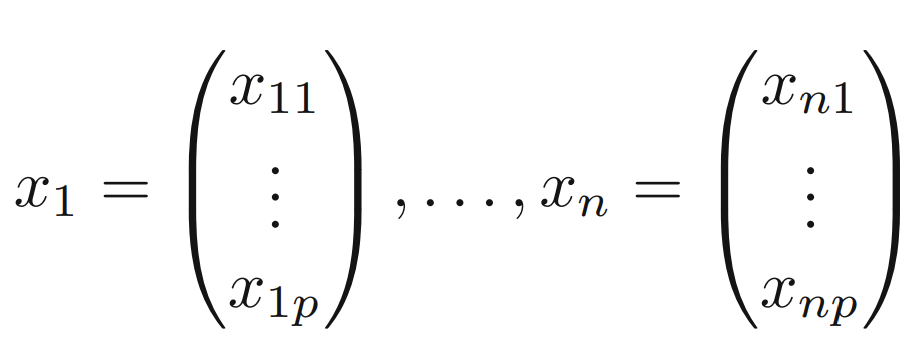 x_1 = \begin{pmatrix} x_{11} \\ \vdots \\ x_{1p} \end{pmatrix}, \ldots, x_n = \begin{pmatrix} x_{n1} \\ \vdots \\ x_{np} \end{pmatrix}